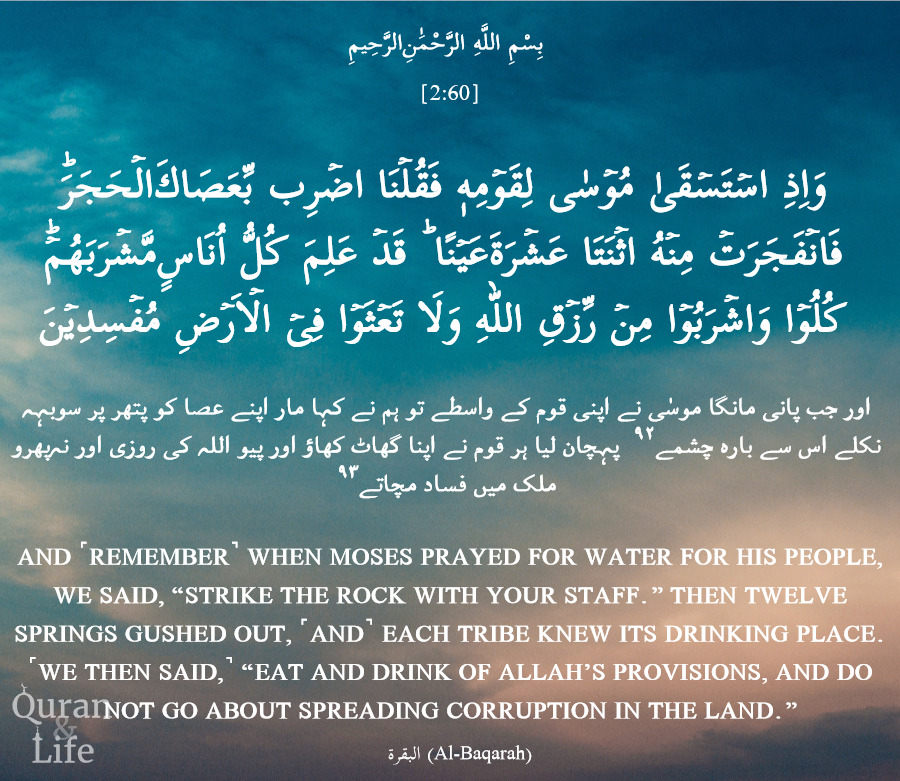 بِسْمِ اللَّهِ الرَّحْمَٰنِ الرَّحِيمِ
[2:60]
وَاِذِ اسۡتَسۡقَىٰ مُوۡسٰى لِقَوۡمِهٖ فَقُلۡنَا اضۡرِب بِّعَصَاكَ الۡحَجَرَ‌ؕ
فَانۡفَجَرَتۡ مِنۡهُ اثۡنَتَا عَشۡرَةَ عَيۡنًا‌ؕ قَدۡ عَلِمَ کُلُّ اُنَاسٍ مَّشۡرَبَهُمۡ‌ؕ
کُلُوۡا وَاشۡرَبُوۡا مِنۡ رِّزۡقِ اللّٰهِ وَلَا تَعۡثَوۡا فِىۡ الۡاَرۡضِ مُفۡسِدِيۡنَ
اور جب پانی مانگا موسٰی نے اپنی قوم کے واسطے تو ہم نے کہا مار اپنے عصا کو پتھر پر سوبہہ
نکلے اس سے بارہ چشمے ۹۲ پہچان لیا ہر قوم نے اپنا گھاٹ کھاؤ اور پیو اللہ کی روزی اور نہ پھرو
ملک میں فساد مچاتے ۹۳
AND ˹REMEMBER˺ WHEN MOSES PRAYED FOR WATER FOR HIS PEOPLE,
WE SAID, “STRIKE THE ROCK WITH YOUR STAFF.” THEN TWELVE
SPRINGS GUSHED OUT, ˹AND˺ EACH TRIBE KNEW ITS DRINKING PLACE.
˹WE THEN SAID,˺ “EAT AND DRINK OF ALLAH’S PROVISIONS, AND DO
NOT GO ABOUT SPREADING CORRUPTION IN THE LAND.”
Quran
&
Life
البقرة (Al-Baqarah)